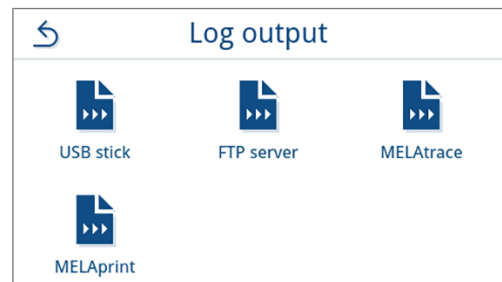 Log output
USB stick
FTP server
MELAtrace
MELAprint